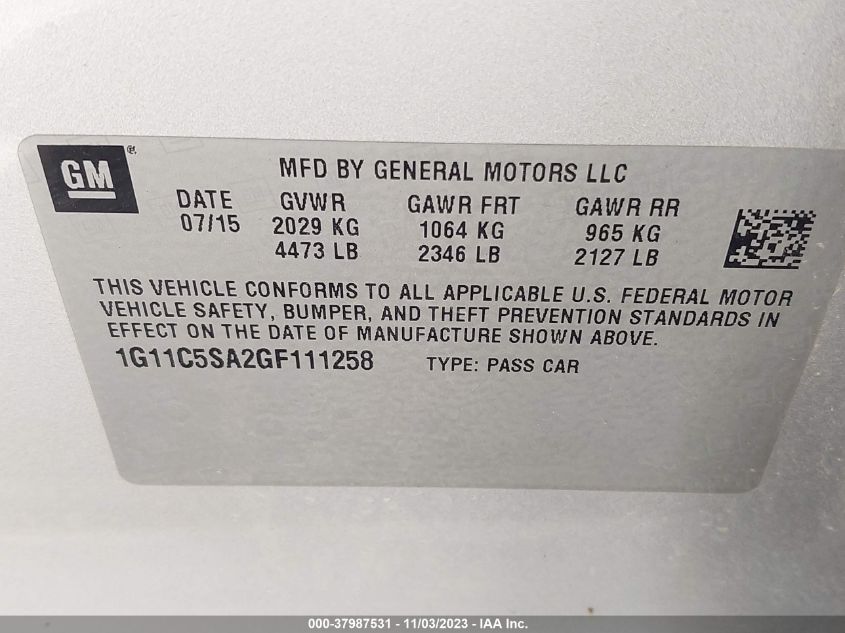 GM ®
MFD BY GENERAL MOTORS LLC
DATE GVWR GAWR FRT GAWR RR
07/15 2029 KG 1064 KG 965 KG
4473 LB 2346 LB 2127 LB
THIS VEHICLE CONFORMS TO ALL APPLICABLE U.S. FEDERAL MOTOR
VEHICLE SAFETY, BUMPER, AND THEFT PREVENTION STANDARDS IN
EFFECT ON THE DATE OF MANUFACTURE SHOWN ABOVE.
1G11C5SA2GF111258 TYPE: PASS CAR
000-37987531 - 11/03/2023 - IAA Inc.